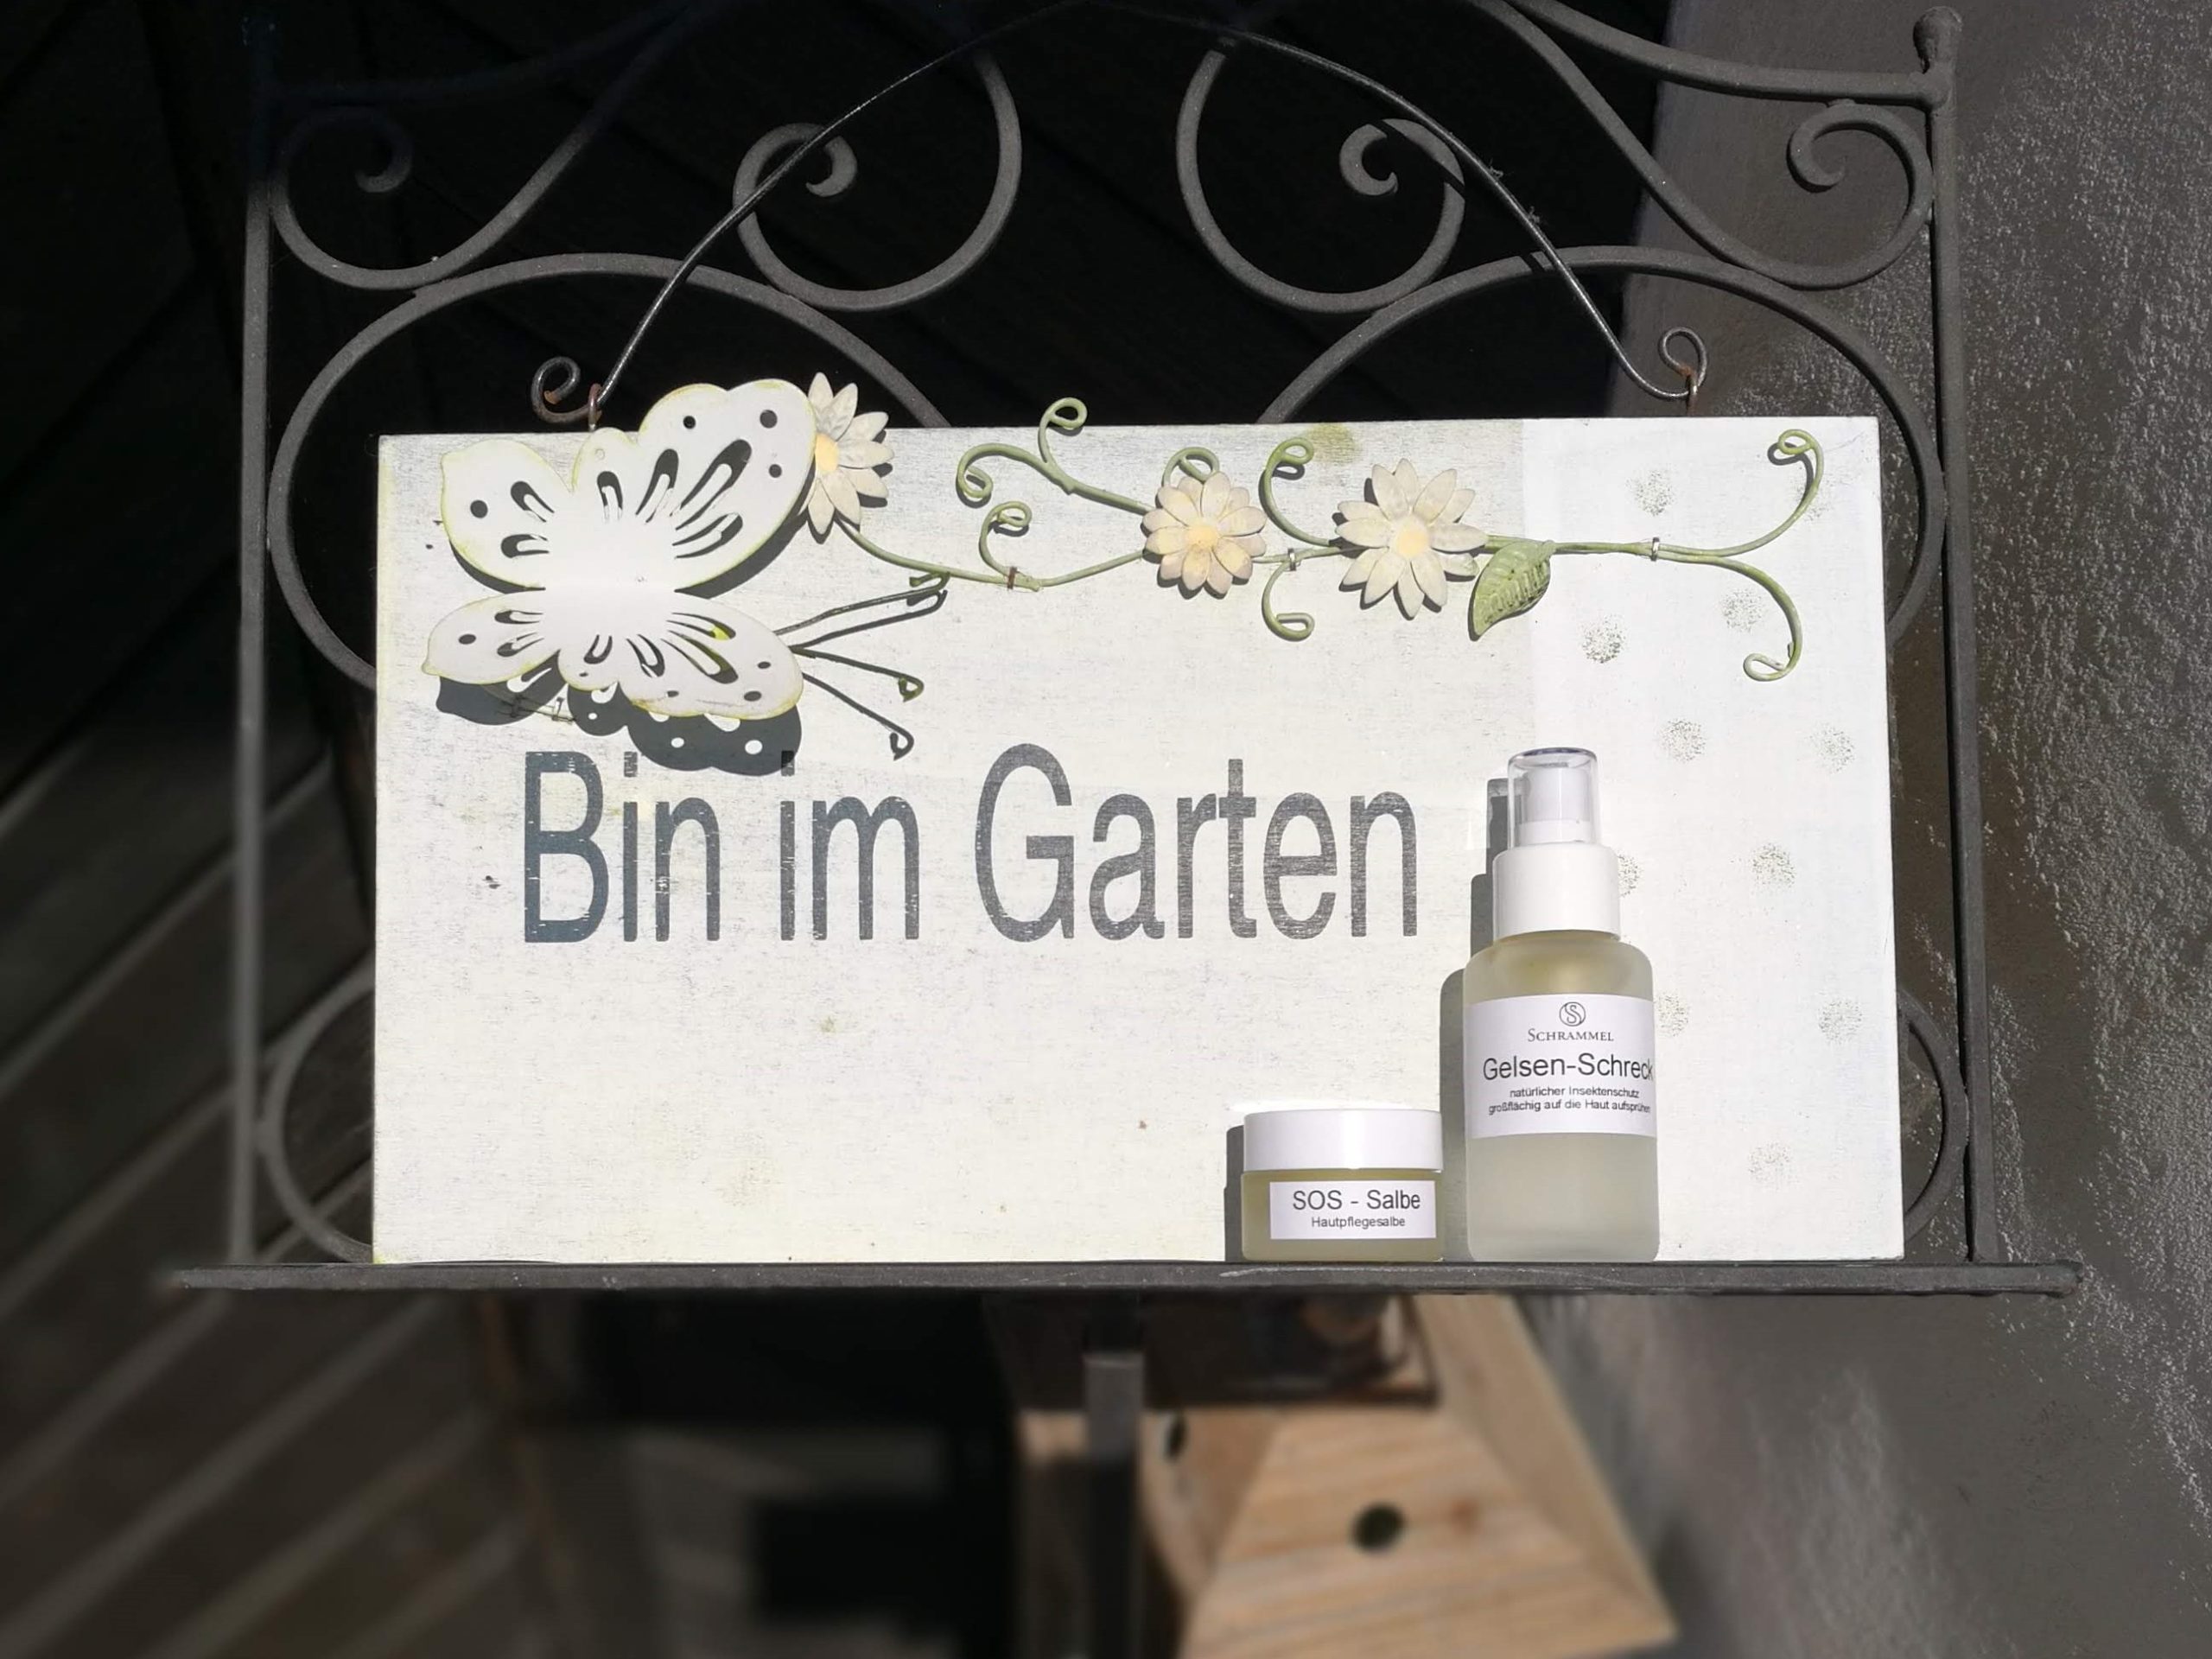 Bin im Garten
SCHRAMMEL
Gelsen-Schreck
natürlicher Insektenschutz
großflächig auf die Haut aufsprühen
SOS - Salbe
Hautpflegesalbe